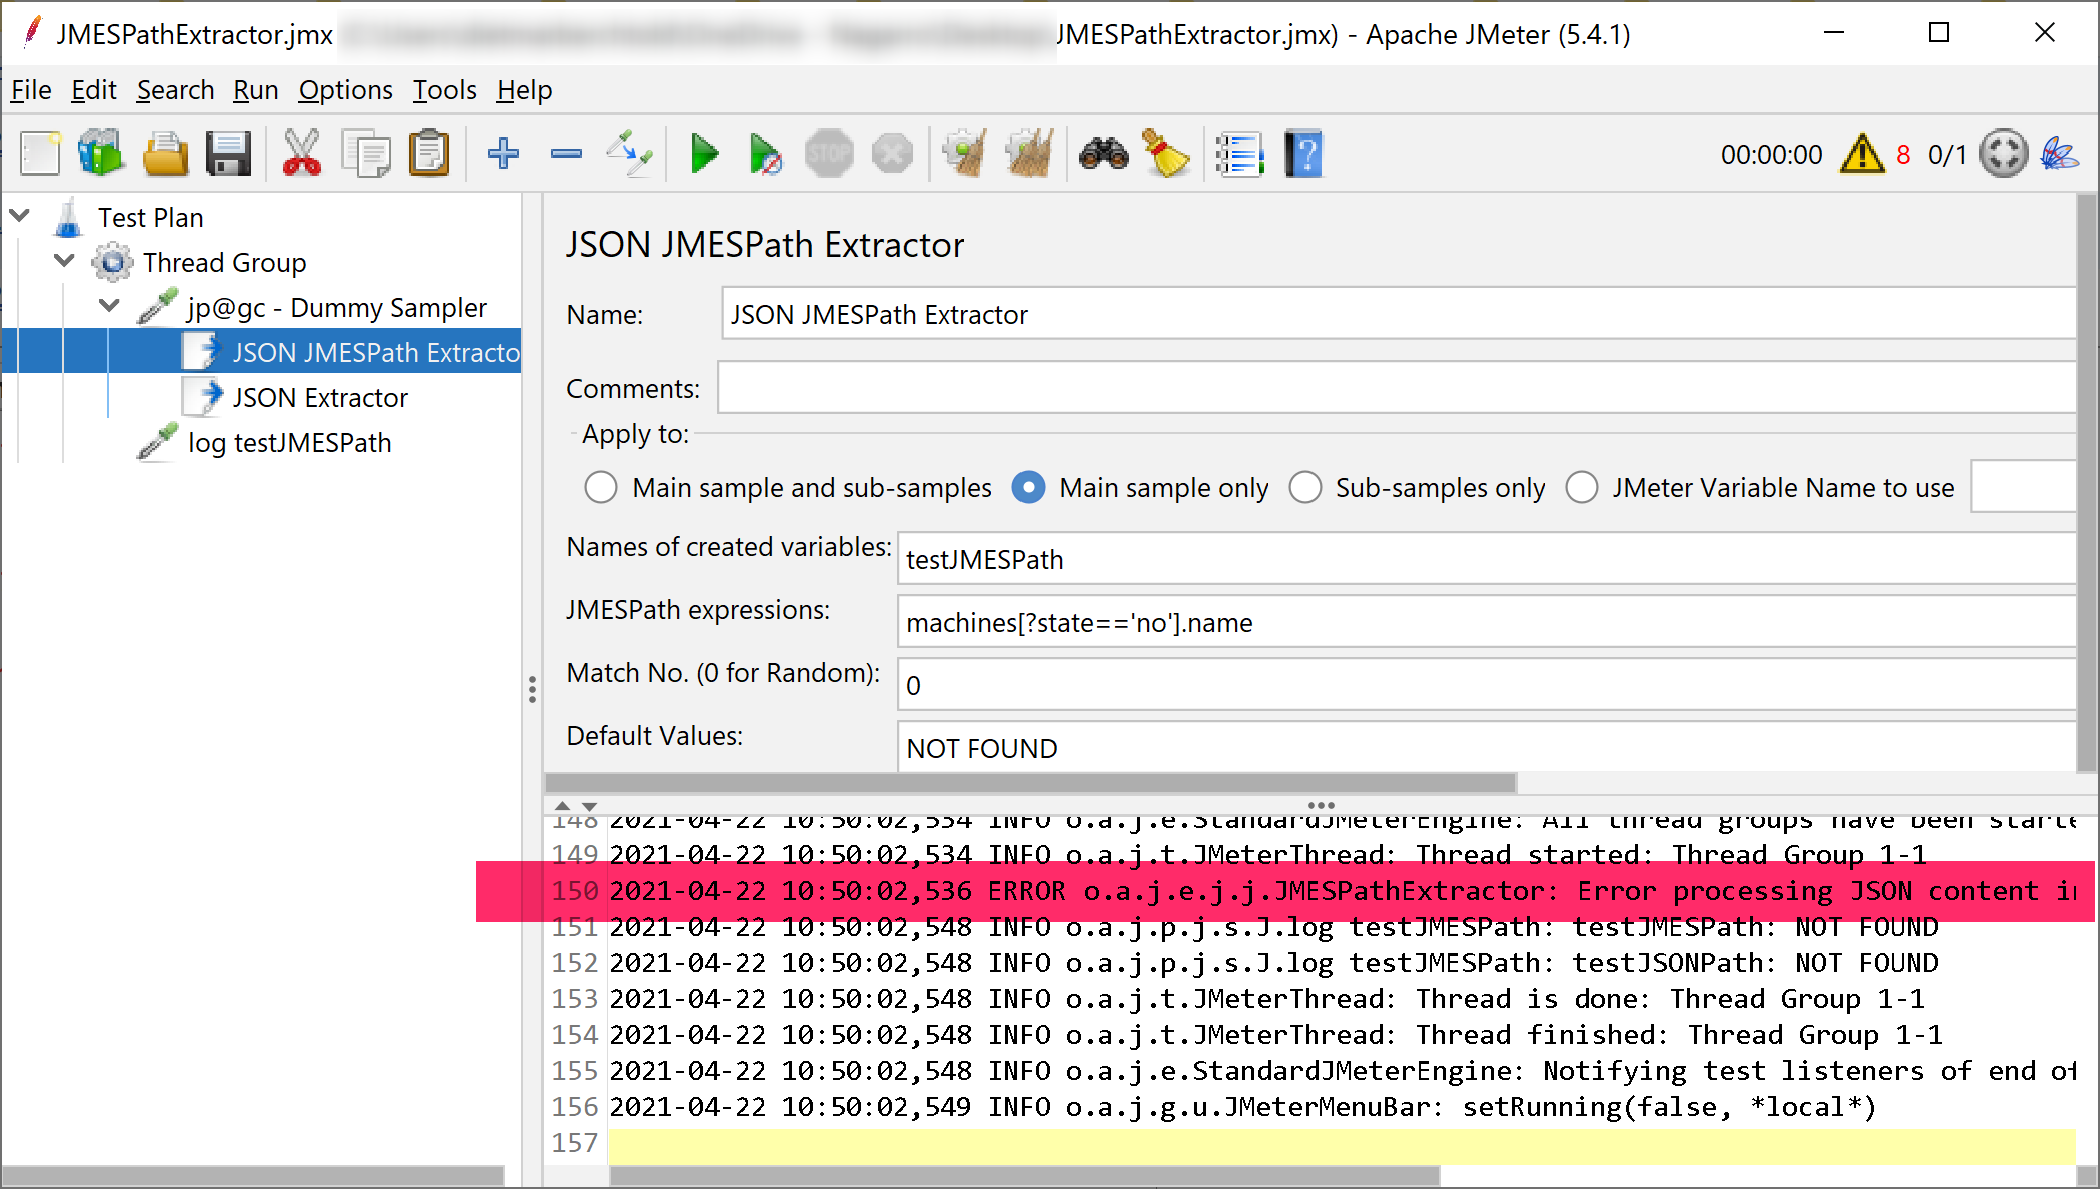 JMESPathExtractor.jmx JMESPathExtractor.jmx) - Apache JMeter (5.4.1)
File Edit Search Run Options Tools Help
STOP
00:00:00 8 0/1
Test Plan
Thread Group
jp@gc - Dummy Sampler
JSON JMESPath Extracto
JSON Extractor
log testJMESPath
JSON JMESPath Extractor
Name: JSON JMESPath Extractor
Comments:
Apply to:
Main sample and sub-samples Main sample only Sub-samples only JMeter Variable Name to use
Names of created variables: testJMESPath
JMESPath expressions: machines[?state=='no'].name
Match No. (0 for Random): 0
Default Values: NOT FOUND
148 2021-04-22 10:50:02,534 INFO o.a.j.e.StandardJMeterEngine: All thread groups have been starte
149 2021-04-22 10:50:02,534 INFO o.a.j.t.JMeterThread: Thread started: Thread Group 1-1
150 2021-04-22 10:50:02,536 ERROR o.a.j.e.j.j.JMESPathExtractor: Error processing JSON content in
151 2021-04-22 10:50:02,548 INFO o.a.j.p.j.s.J.log testJMESPath: testJMESPath: NOT FOUND
152 2021-04-22 10:50:02,548 INFO o.a.j.p.j.s.J.log testJMESPath: testJSONPath: NOT FOUND
153 2021-04-22 10:50:02,548 INFO o.a.j.t.JMeterThread: Thread is done: Thread Group 1-1
154 2021-04-22 10:50:02,548 INFO o.a.j.t.JMeterThread: Thread finished: Thread Group 1-1
155 2021-04-22 10:50:02,548 INFO o.a.j.e.StandardJMeterEngine: Notifying test listeners of end of
156 2021-04-22 10:50:02,549 INFO o.a.j.g.u.JMeterMenuBar: setRunning(false, *local*)
157